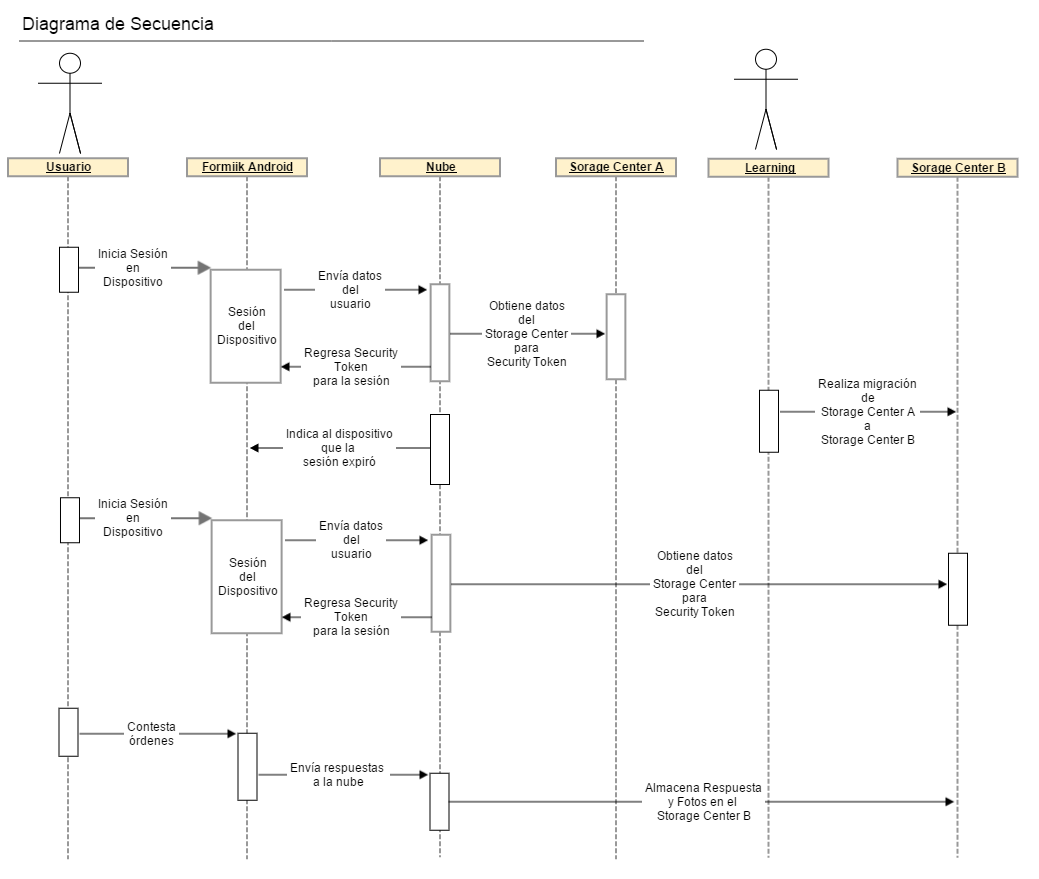 Diagrama de Secuencia
Usuario
Formiik Android
Nube
Sorage Center A
Learning
Sorage Center B
Inicia Sesión
en
Dispositivo
Sesión
del
Dispositivo
Envía datos
del
usuario
Obtiene datos
del
Storage Center
para
Security Token
Regresa Security
Token
para la sesión
Realiza migración
de
Storage Center A
a
Storage Center B
Indica al dispositivo
que la
sesión expiró
Inicia Sesión
en
Dispositivo
Sesión
del
Dispositivo
Envía datos
del
usuario
Obtiene datos
del
Storage Center
para
Security Token
Regresa Security
Token
para la sesión
Contesta
órdenes
Envía respuestas
a la nube
Almacena Respuesta
y Fotos en el
Storage Center B